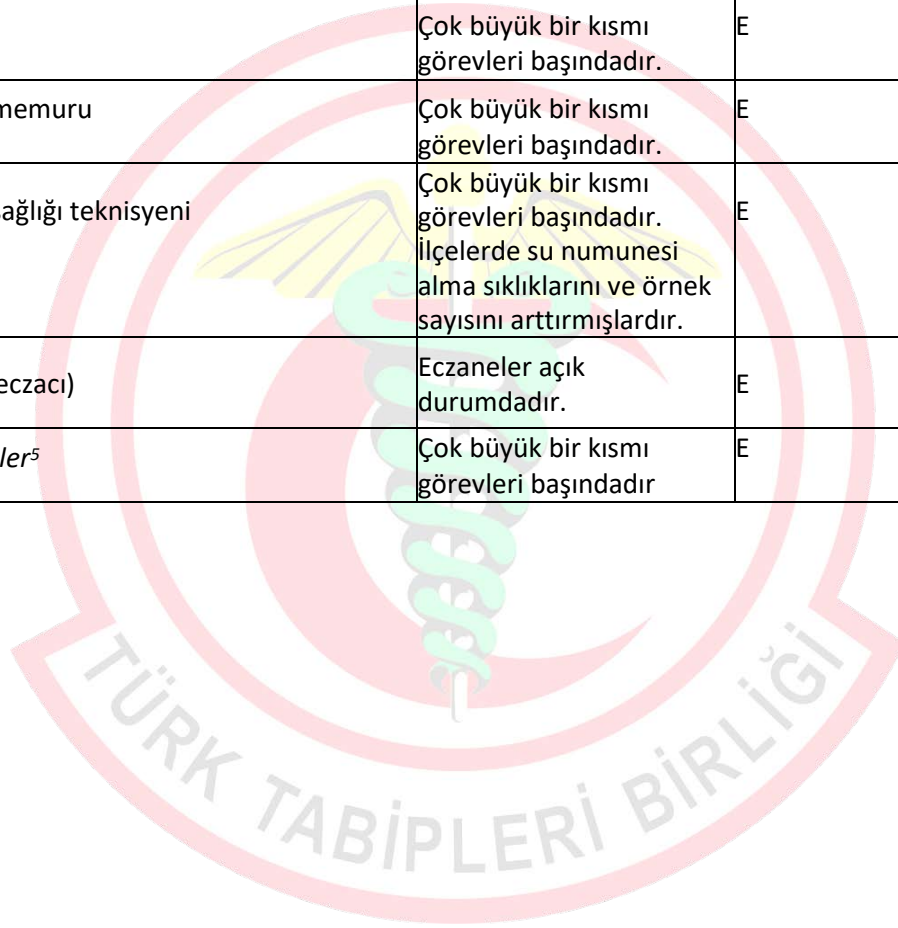 Çok büyük bir kısmı E
görevleri başındadır.
memuru Çok büyük bir kısmı E
görevleri başındadır.
Çok büyük bir kısmı
sağlığı teknisyeni görevleri başındadır. E
İlçelerde su numunesi
alma sıklıklarını ve örnek
sayısını arttırmışlardır.
Eczaneler açık
eczacı) durumdadır. E
ler⁵ Çok büyük bir kısmı E
görevleri başındadır
TÜRK TABİPLERİ BİRLİĞİ